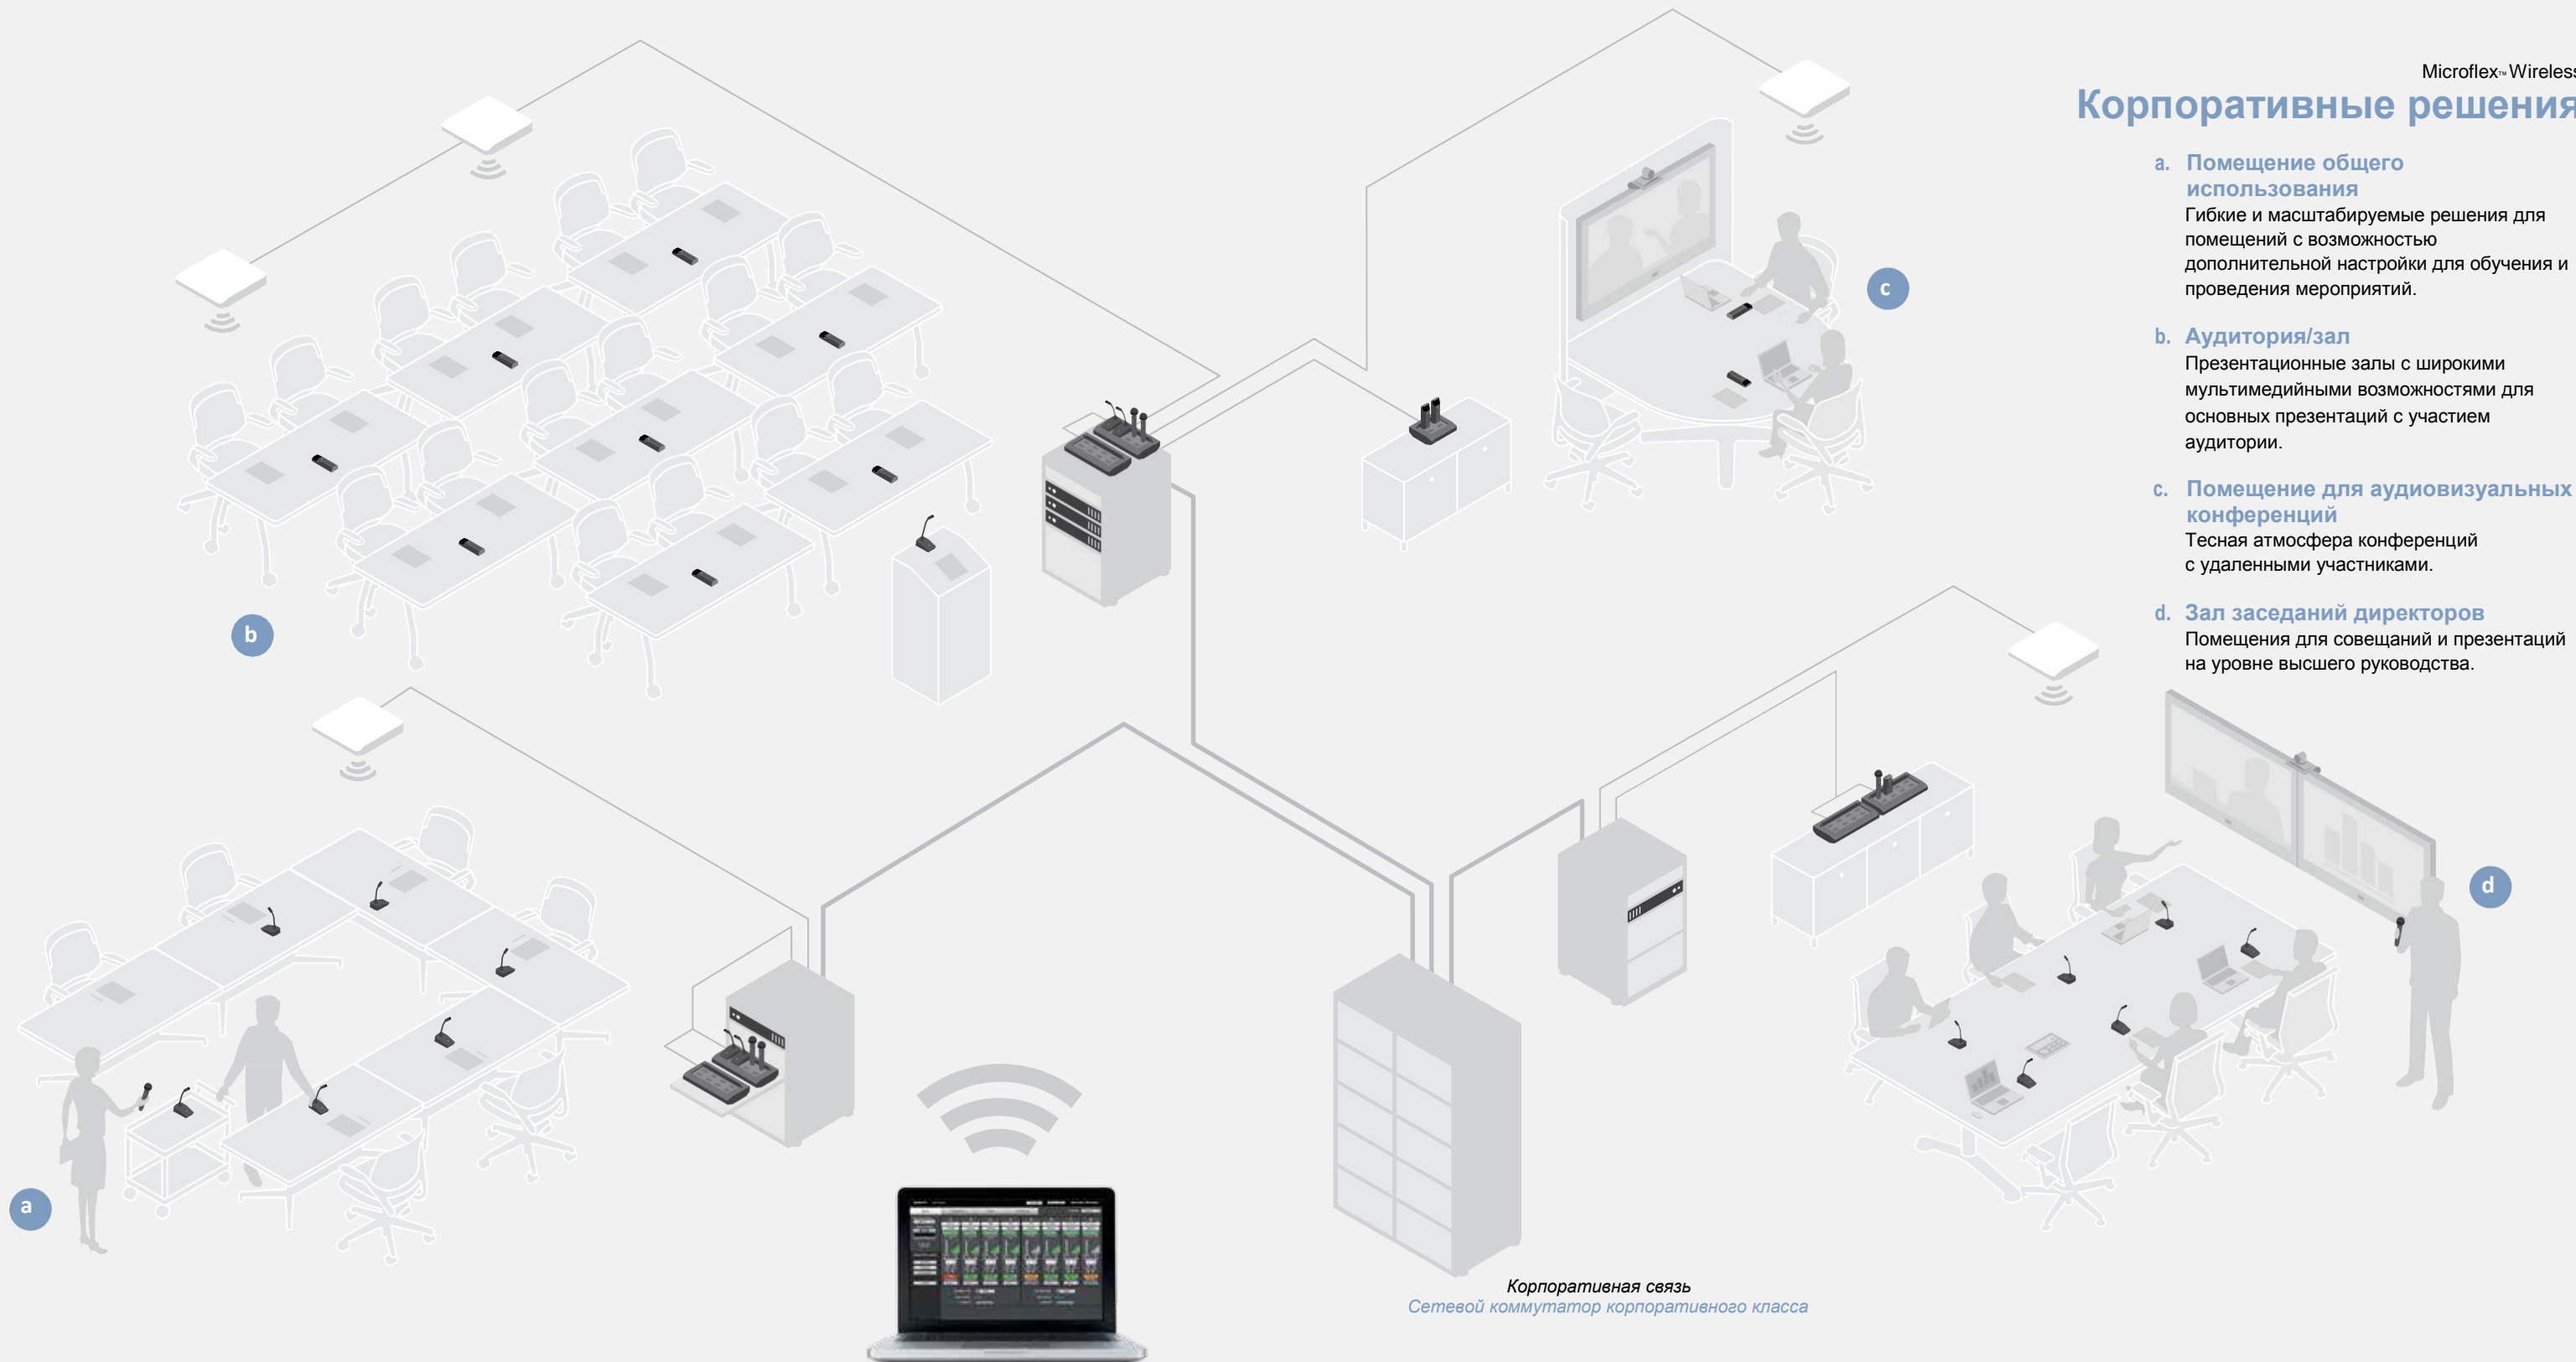 Microflex™ Wireless
Корпоративные решения
a. Помещение общего
использования
Гибкие и масштабируемые решения для
помещений с возможностью
дополнительной настройки для обучения и
проведения мероприятий.
b. Аудитория/зал
Презентационные залы с широкими
мультимедийными возможностями для
основных презентаций с участием
аудитории.
c. Помещение для аудиовизуальных
конференций
Тесная атмосфера конференций
с удаленными участниками.
d. Зал заседаний директоров
Помещения для совещаний и презентаций
на уровне высшего руководства.
c
b
d
a
Корпоративная связь
Сетевой коммутатор корпоративного класса